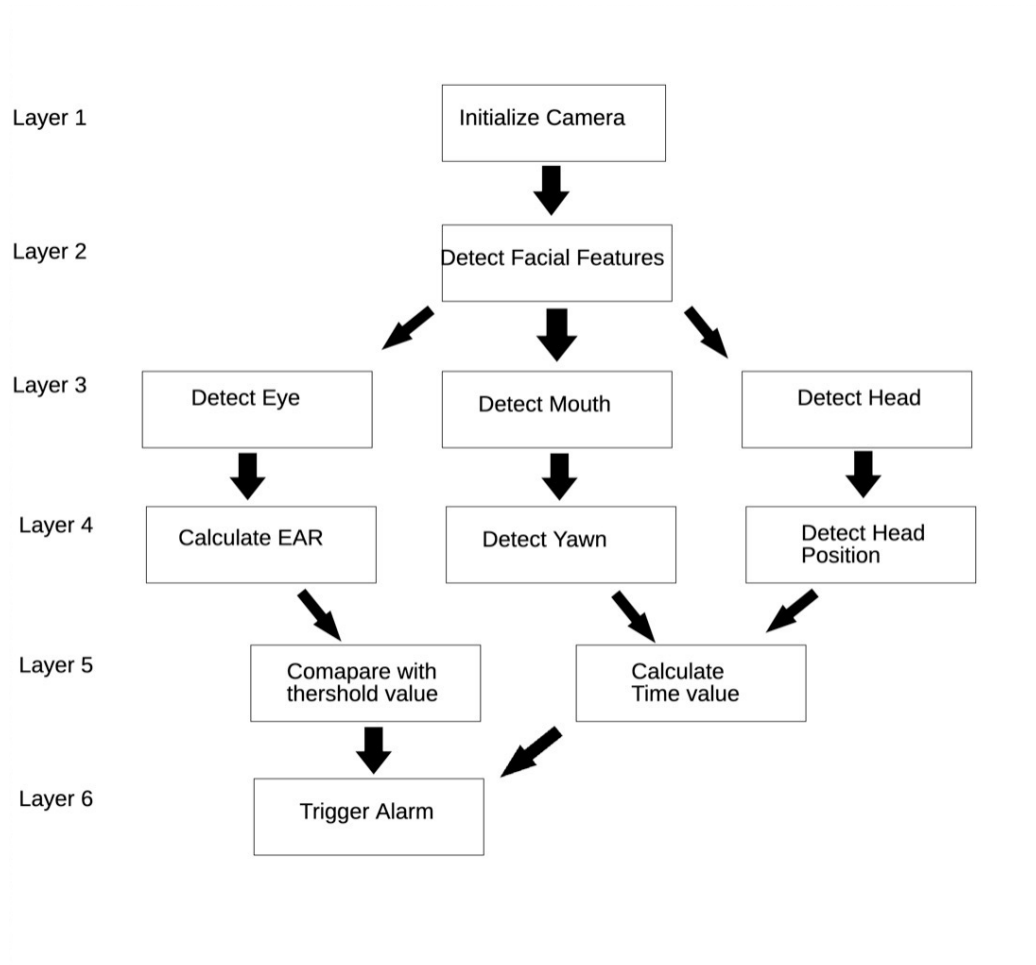 Layer 1
Initialize Camera
Layer 2
Detect Facial Features
Layer 3
Detect Eye
Detect Mouth
Detect Head
Layer 4
Calculate EAR
Detect Yawn
Detect Head
Position
Layer 5
Comapare with
thershold value
Calculate
Time value
Layer 6
Trigger Alarm